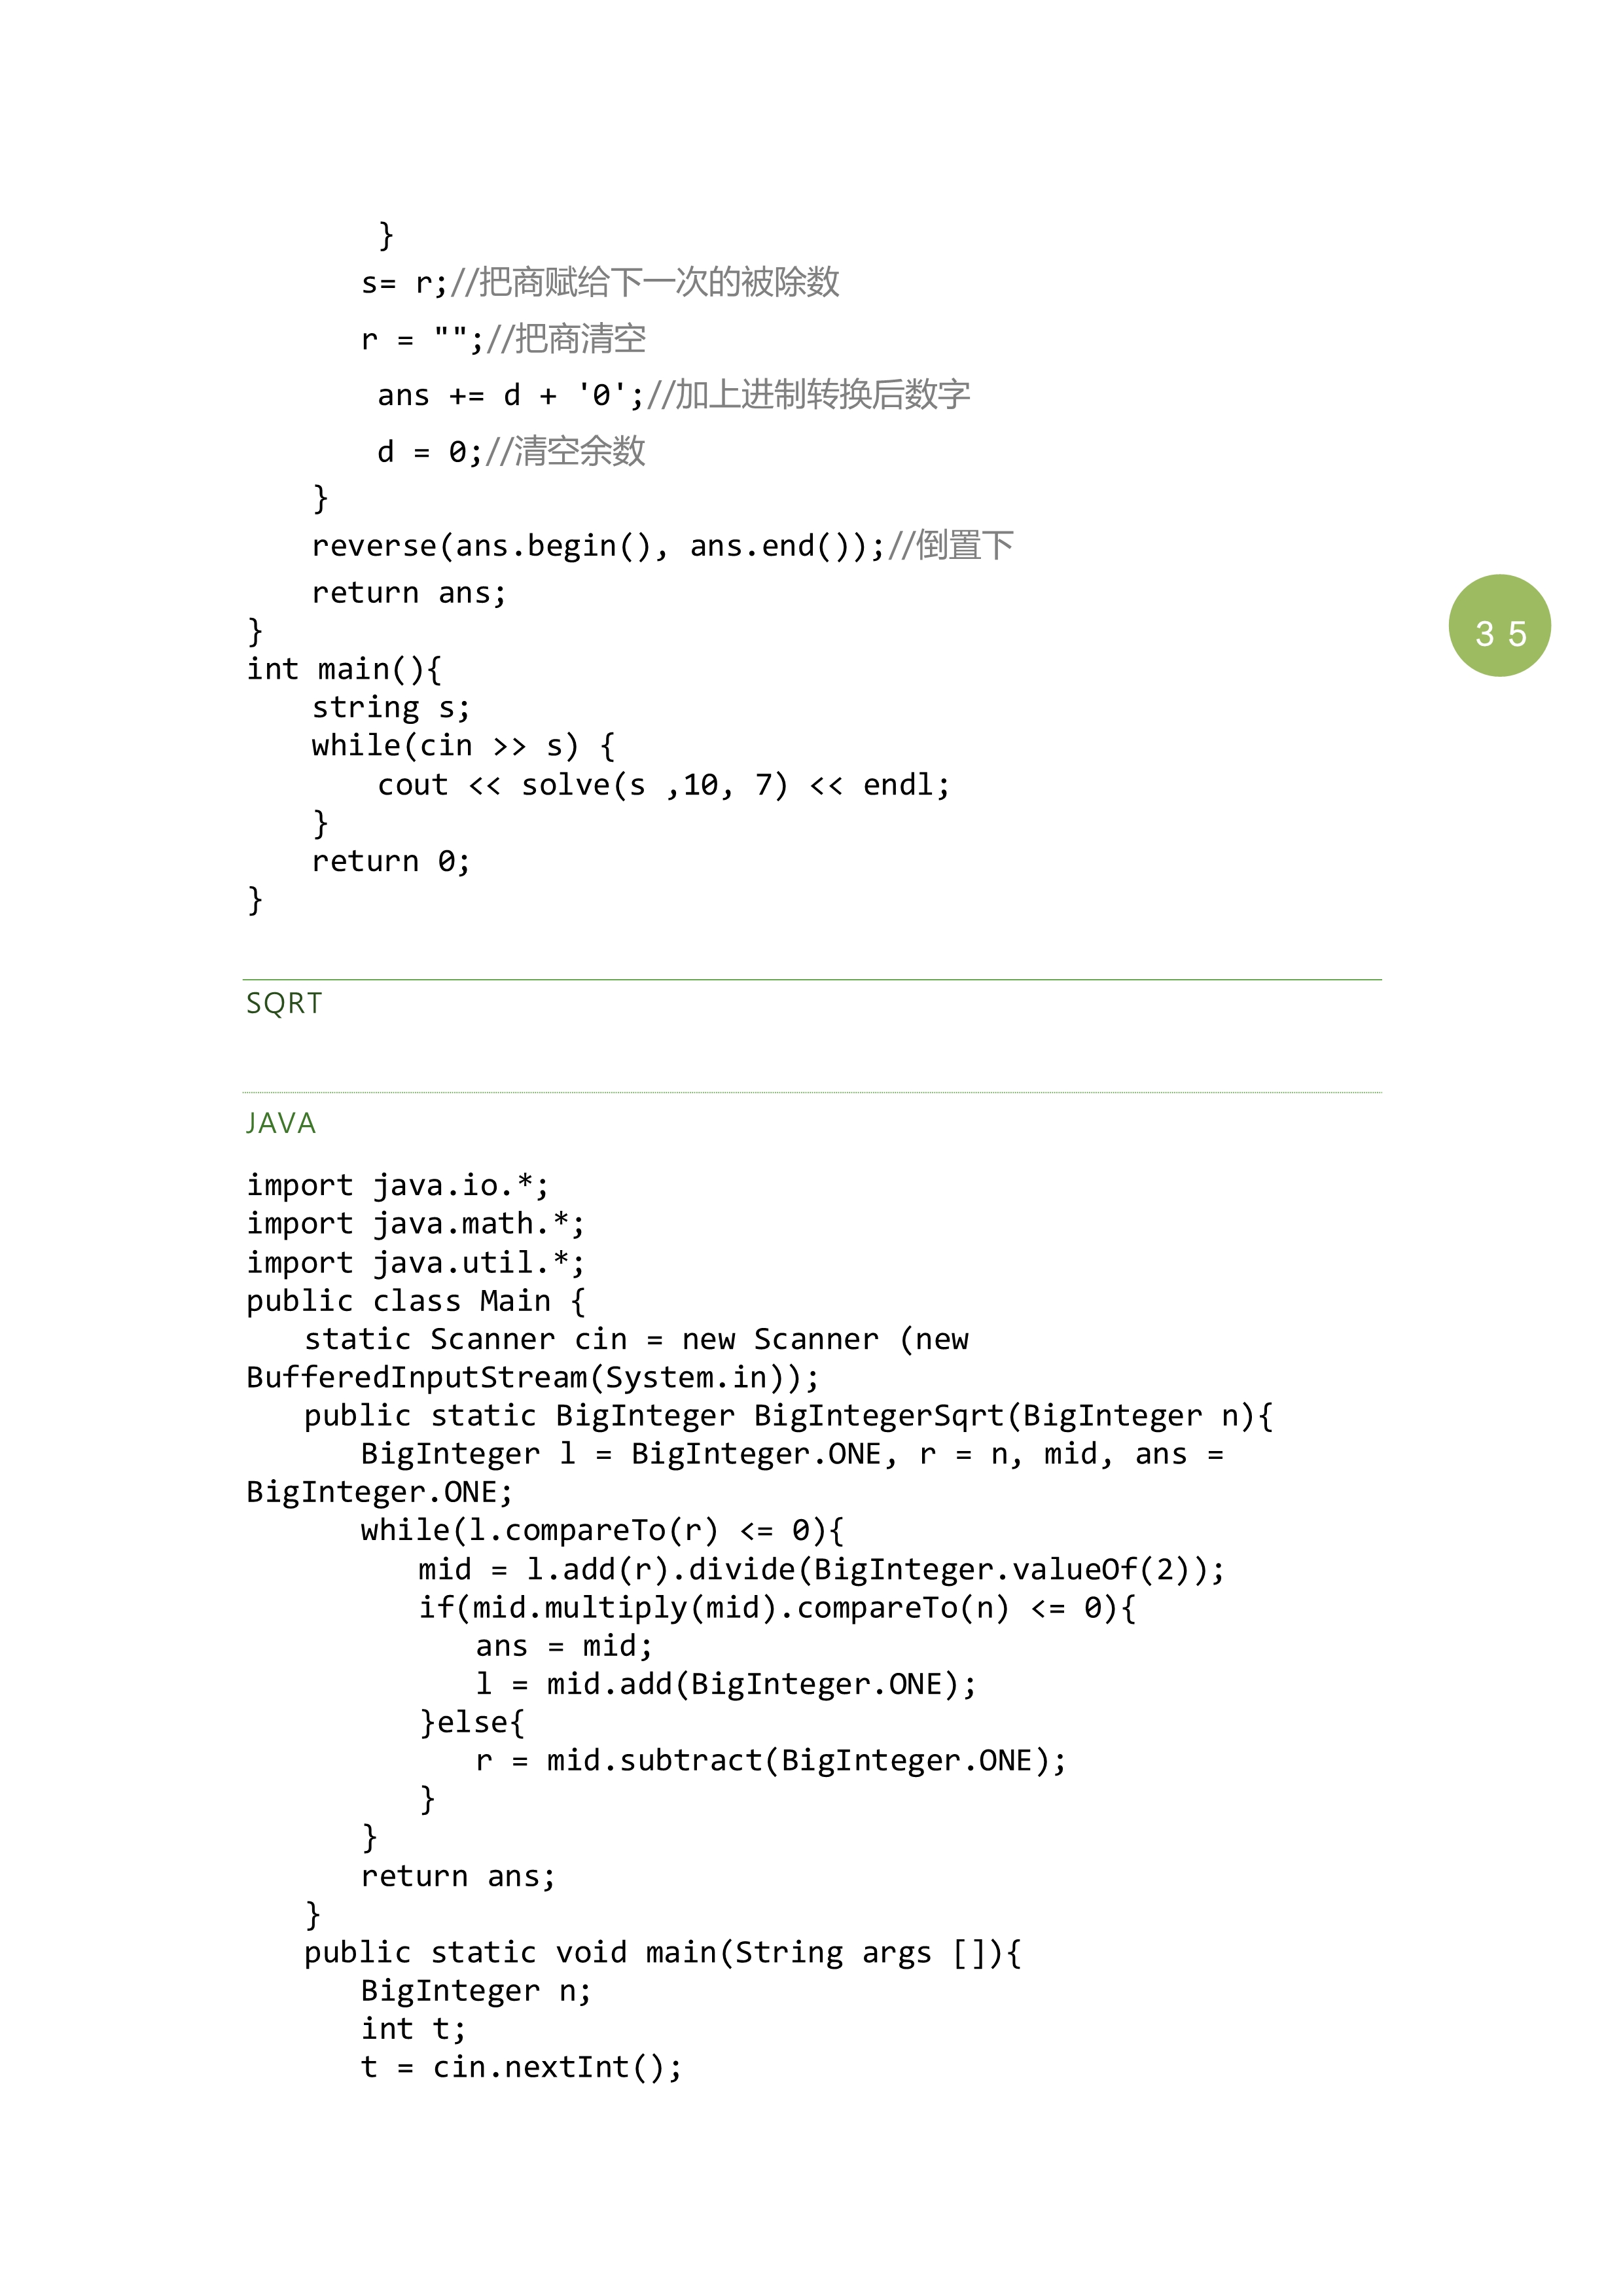 }
s= r;//把商赋给下一次的被除数
r = "";//把商清空
ans += d + '0';//加上进制转换后数字
d = 0;//清空余数
}
reverse(ans.begin(), ans.end());//倒置下
return ans;
}
35
int main(){
string s;
while(cin >> s) {
cout << solve(s ,10, 7) << endl;
}
return 0;
}
SQRT
JAVA
import java.io.*;
import java.math.*;
import java.util.*;
public class Main {
static Scanner cin = new Scanner (new
BufferedInputStream(System.in));
public static BigInteger BigIntegerSqrt(BigInteger n){
BigInteger l = BigInteger.ONE, r = n, mid, ans =
BigInteger.ONE;
while(l.compareTo(r) <= 0){
mid = l.add(r).divide(BigInteger.valueOf(2));
if(mid.multiply(mid).compareTo(n) <= 0){
ans = mid;
l = mid.add(BigInteger.ONE);
}else{
r = mid.subtract(BigInteger.ONE);
}
}
return ans;
}
public static void main(String args []){
BigInteger n;
int t;
t = cin.nextInt();